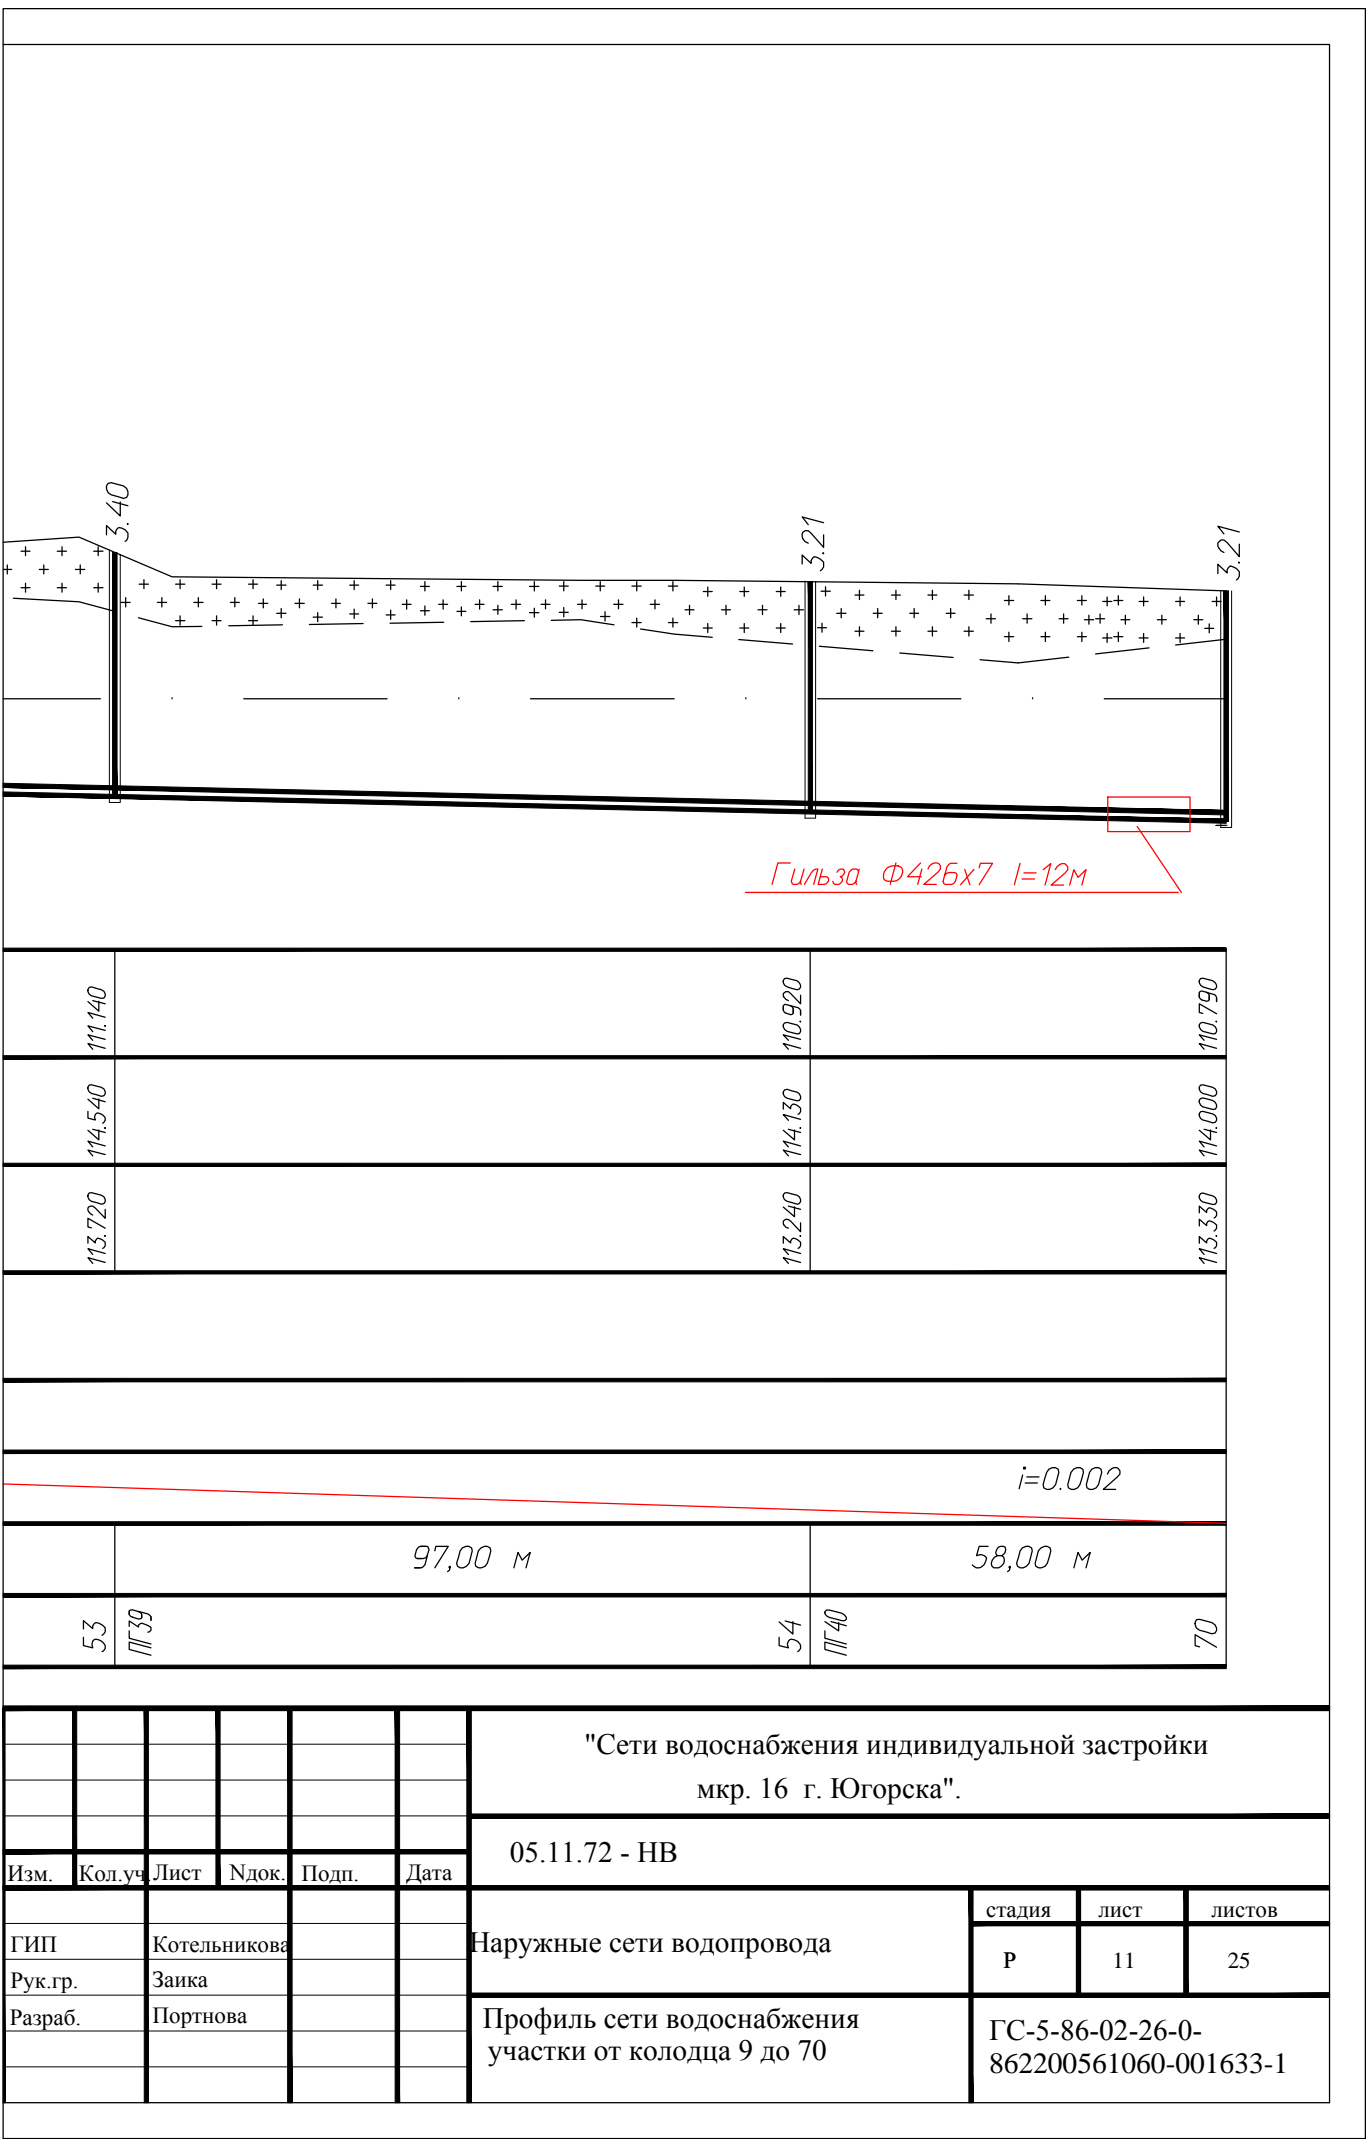 3.40
3.21
3.21
Гильза Ф426х7 l=12м
111.140
110.920
110.790
114.540
114.130
114.000
113.720
113.240
113.330
i=0.002
97,00 м
58,00 м
53
ПГ39
54
ПГ40
70
"Сети водоснабжения индивидуальной застройки
мкр. 16 г. Югорска".
05.11.72 - НВ
Изм. Кол.уч Лист Nдок. Подп. Дата
стадия лист листов
ГИП Котельникова
Наружные сети водопровода
Р 11 25
Рук.гр. Заика
Разраб. Портнова
Профиль сети водоснабжения
участки от колодца 9 до 70
ГС-5-86-02-26-0-
862200561060-001633-1